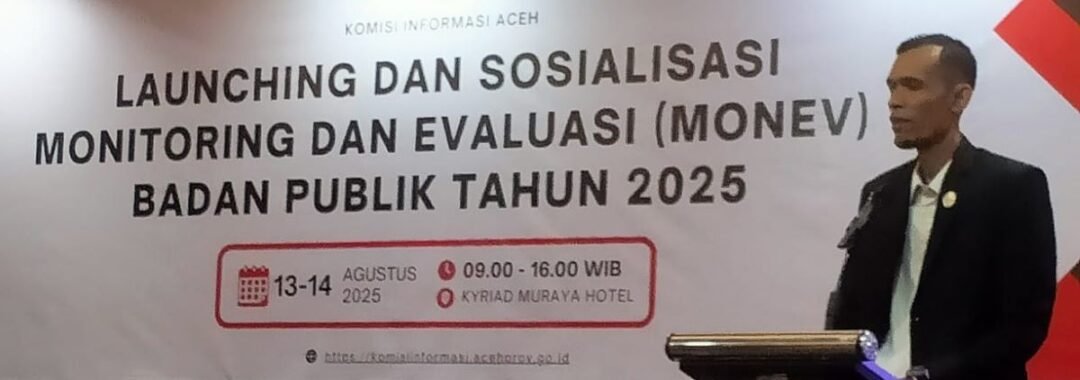 KOMISI INFORMASI ACEH
LAUNCHING DAN SOSIALISASI
MONITORING DAN EVALUASI (MONEV)
BADAN PUBLIK TAHUN 2025
13-14 AGUSTUS 2025
09.00 - 16.00 WIB
KYRIAD MURAYA HOTEL
https://komisiinformasi.acehprov.go.id